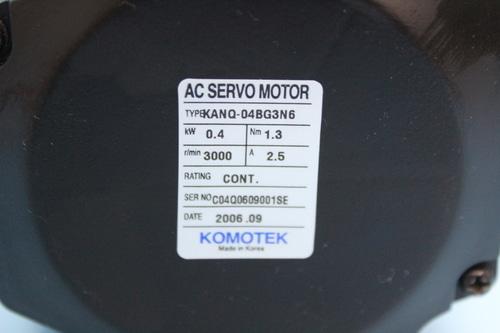 AC SERVO MOTOR
TYPE KANQ-04BG3N6
kW 0.4 Nm 1.3
r/min 3000 A 2.5
RATING CONT.
SER NO C04Q0609001SE
DATE 2006.09
KOMOTEK
Made in Korea